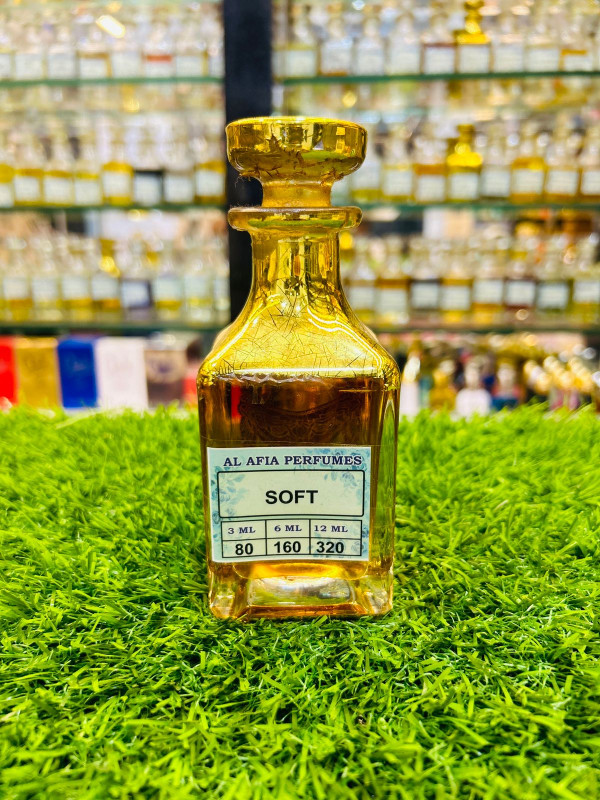 AL AFIA PERFUMES
SOFT
3 ML 6 ML 12 ML
80 160 320